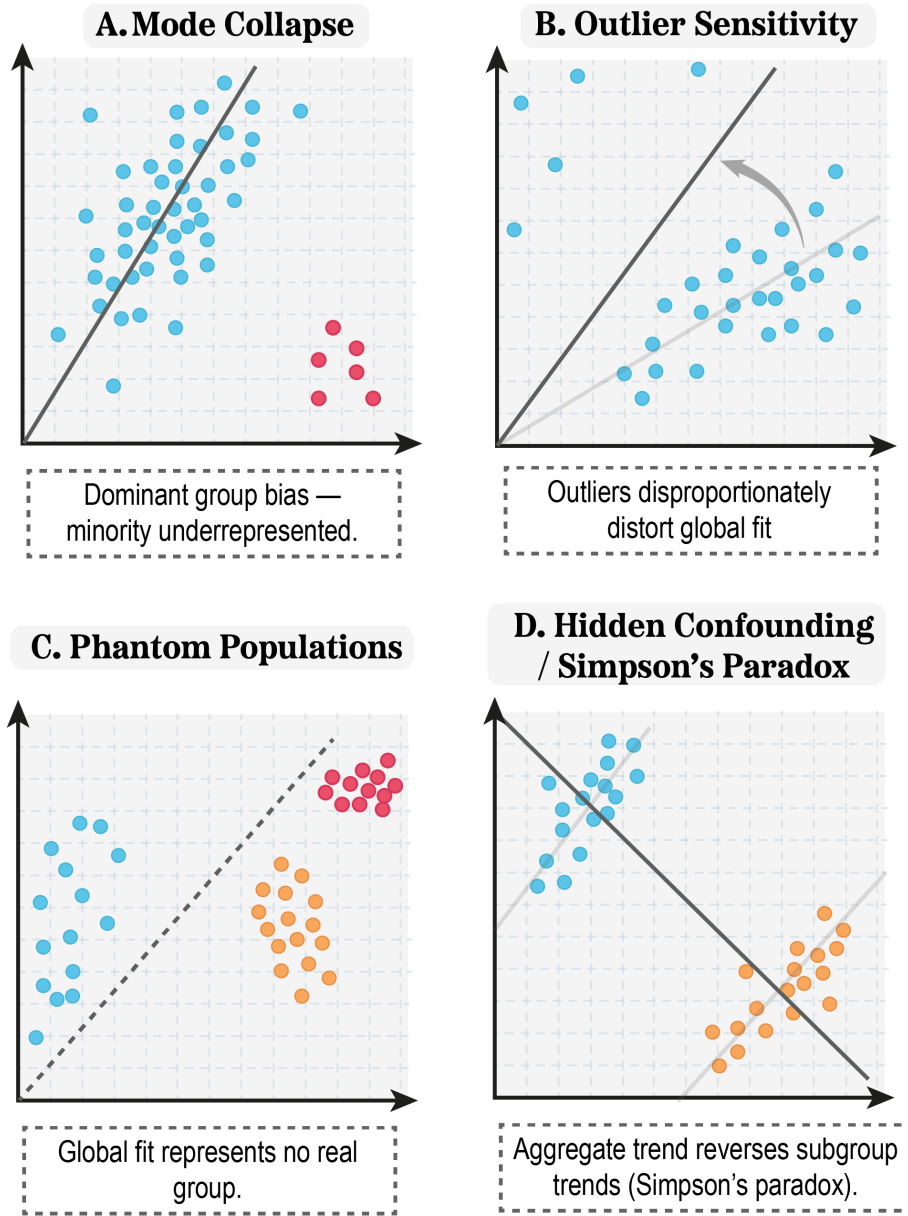 A. Mode Collapse
Dominant group bias —
minority underrepresented.
B. Outlier Sensitivity
Outliers disproportionately
distort global fit
C. Phantom Populations
Global fit represents no real
group.
D. Hidden Confounding
/ Simpson’s Paradox
Aggregate trend reverses subgroup
trends (Simpson’s paradox).